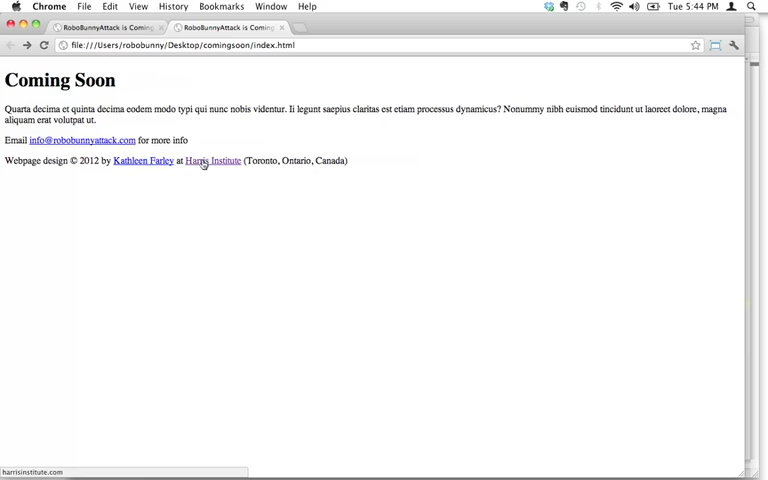 Chrome File Edit View History Bookmarks Window Help Tue 5:44 PM
RoboBunnyAttack is Coming RoboBunnyAttack is Coming
file:///Users/robobunny/Desktop/comingsoon/index.html
Coming Soon
Quarta decima et quinta decima eodem modo typi qui nunc nobis videntur. Ii legunt saepius claritas est etiam processus dynamicus? Nonummy nibh euismod tincidunt ut laoreet dolore, magna
aliquam erat volutpat ut.
Email info@robobunnyattack.com for more info
Webpage design © 2012 by Kathleen Farley at Harris Institute (Toronto, Ontario, Canada)
harrisinstitute.com